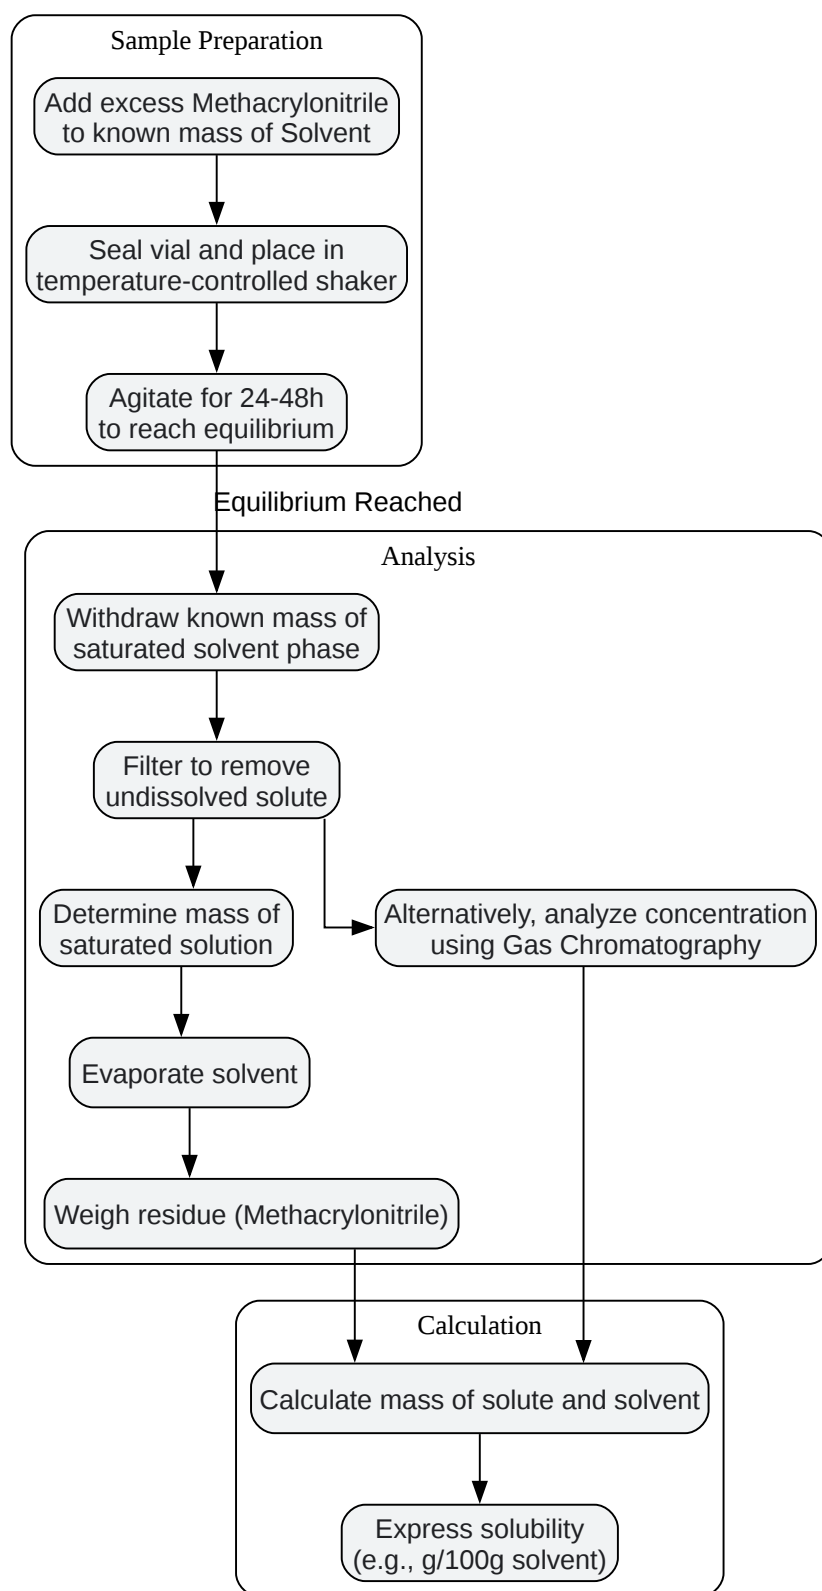 Sample Preparation
Add excess Methacrylonitrile
to known mass of Solvent
Seal vial and place in
temperature-controlled shaker
Agitate for 24-48h
to reach equilibrium
Equilibrium Reached
Analysis
Withdraw known mass of
saturated solvent phase
Filter to remove
undissolved solute
Determine mass of
saturated solution
Alternatively, analyze concentration
using Gas Chromatography
Evaporate solvent
Weigh residue (Methacrylonitrile)
Calculation
Calculate mass of solute and solvent
Express solubility
(e.g., g/100g solvent)